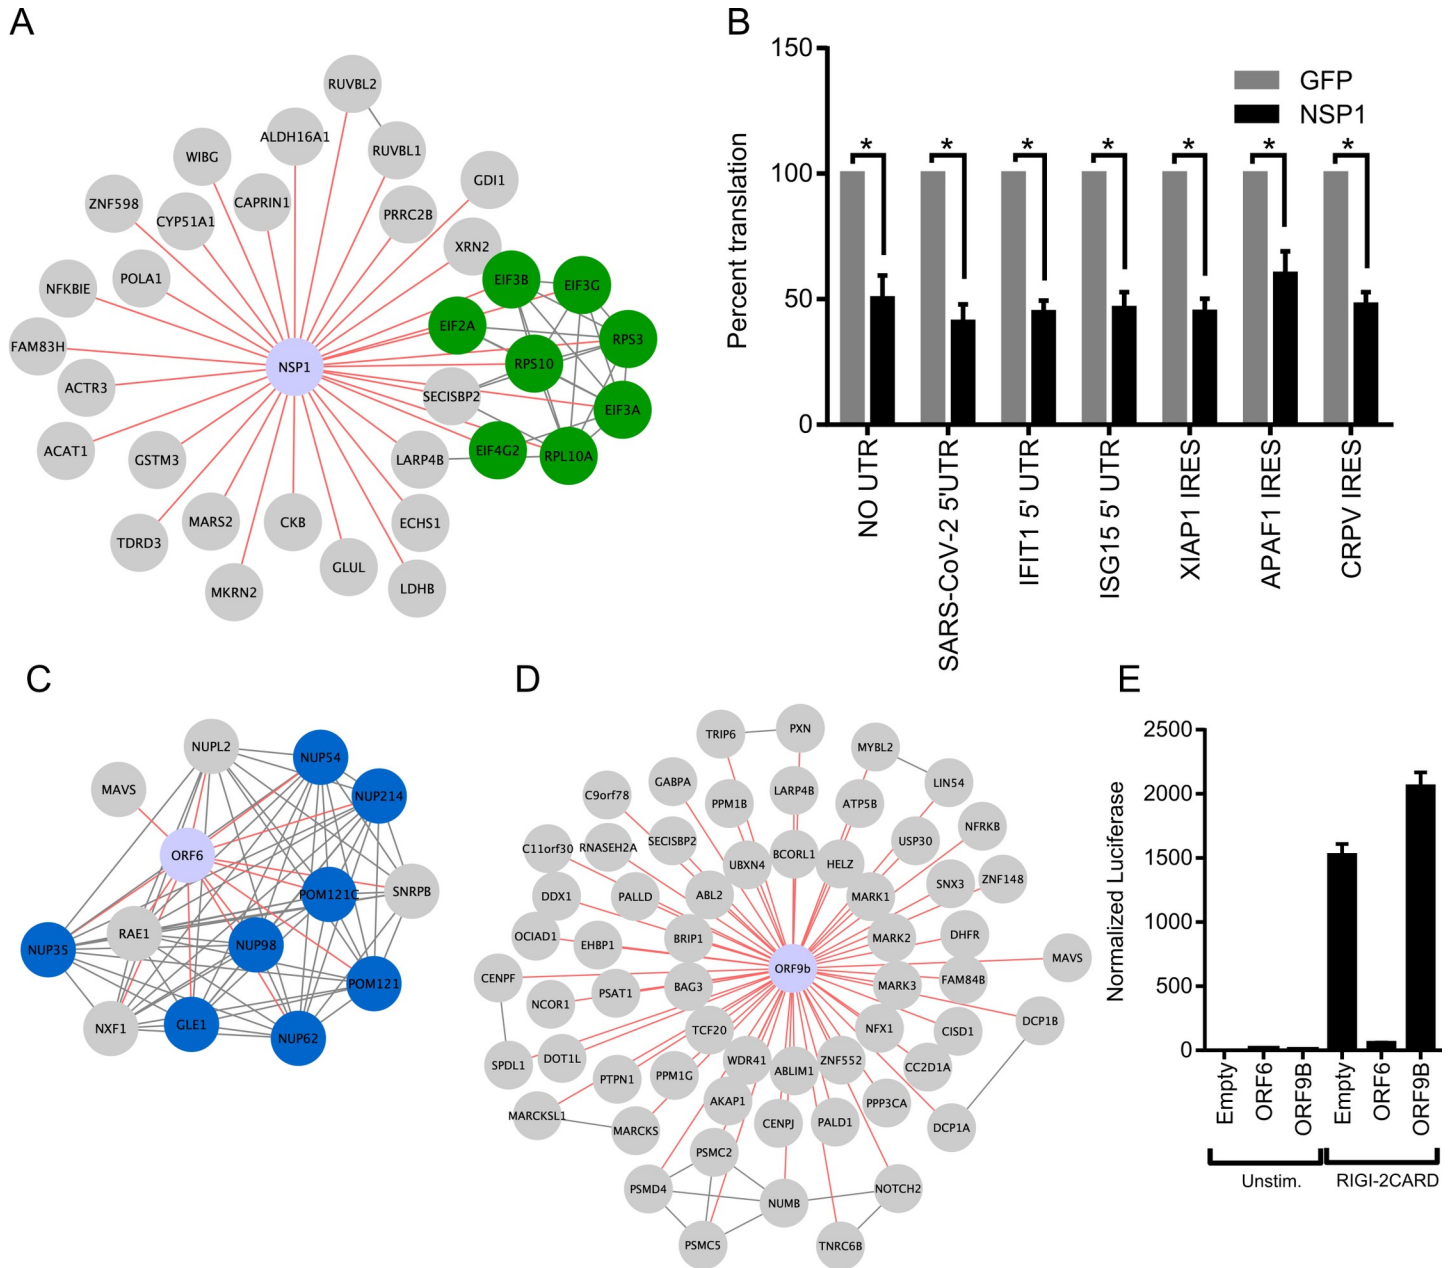 A
RUVBL2
ALDH16A1
RUVBL1
WIBG
GDI1
ZNF598
CAPRIN1
PRRC2B
CYP51A1
XRN2
POLA1
EIF3B
EIF3G
NFKBIE
EIF2A
RPS3
FAM83H
NSP1
RPS10
ACTR3
SECISBP2
EIF3A
ACAT1
GSTM3
LARP4B
EIF4G2
RPL10A
MARS2
CKB
ECHS1
TDRD3
GLUL
MKRN2
LDHB
B
150
100
50
0
Percent translation
GFP
NSP1
*
*
*
*
*
*
*
NO UTR
SARS-CoV-2 5'UTR
IFIT1 5' UTR
ISG15 5' UTR
XIAP1 IRES
APAF1 IRES
CRPV IRES
C
NUPL2
NUP54
MAVS
NUP214
ORF6
POM121C
SNRPB
RAE1
NUP98
NUP35
POM121
NXF1
GLE1
NUP62
D
TRIP6
PXN
MYBL2
GABPA
LIN54
C9orf78
PPM1B
LARP4B
ATP5B
NFRKB
C11orf30
RNASEH2A
SECISBP2
USP30
UBXN4
BCORL1
HELZ
ZNF148
DDX1
PALLD
ABL2
MARK1
SNX3
OCIAD1
EHBP1
BRIP1
MARK2
DHFR
MAVS
CENPF
ORF9b
FAM84B
NCOR1
PSAT1
BAG3
MARK3
DCP1B
TCF20
NFX1
CISD1
SPDL1
DOT1L
WDR41
ABLIM1
ZNF552
CC2D1A
PTPN1
PPM1G
MARCKSL1
AKAP1
PPP3CA
MARCKS
CENPJ
PALD1
DCP1A
PSMC2
PSMD4
NUMB
NOTCH2
PSMC5
TNRC6B
E
2500
2000
1500
1000
500
0
Normalized Luciferase
Empty
ORF6
ORF9B
Empty
ORF6
ORF9B
Unstim.
RIGI-2CARD